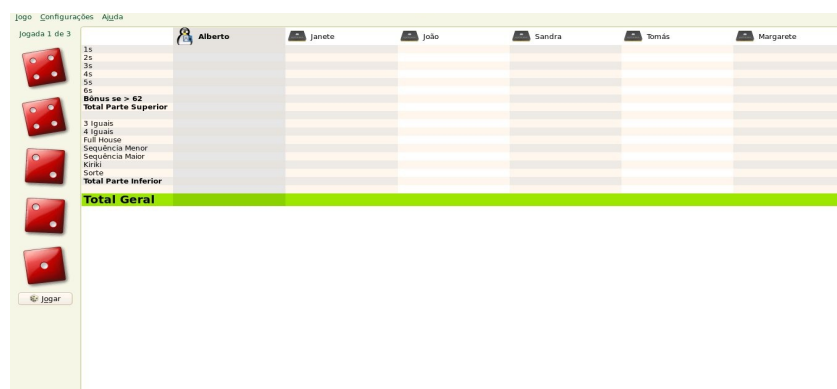 Jogo Configurações Ajuda
Jogada 1 de 3
Alberto Janete João Sandra Tomás Margarete
1s
2s
3s
4s
5s
6s
Bônus se > 62
Total Parte Superior
3 Iguais
4 Iguais
Full House
Sequência Menor
Sequência Maior
Kiriki
Sorte
Total Parte Inferior
Total Geral
Jogar